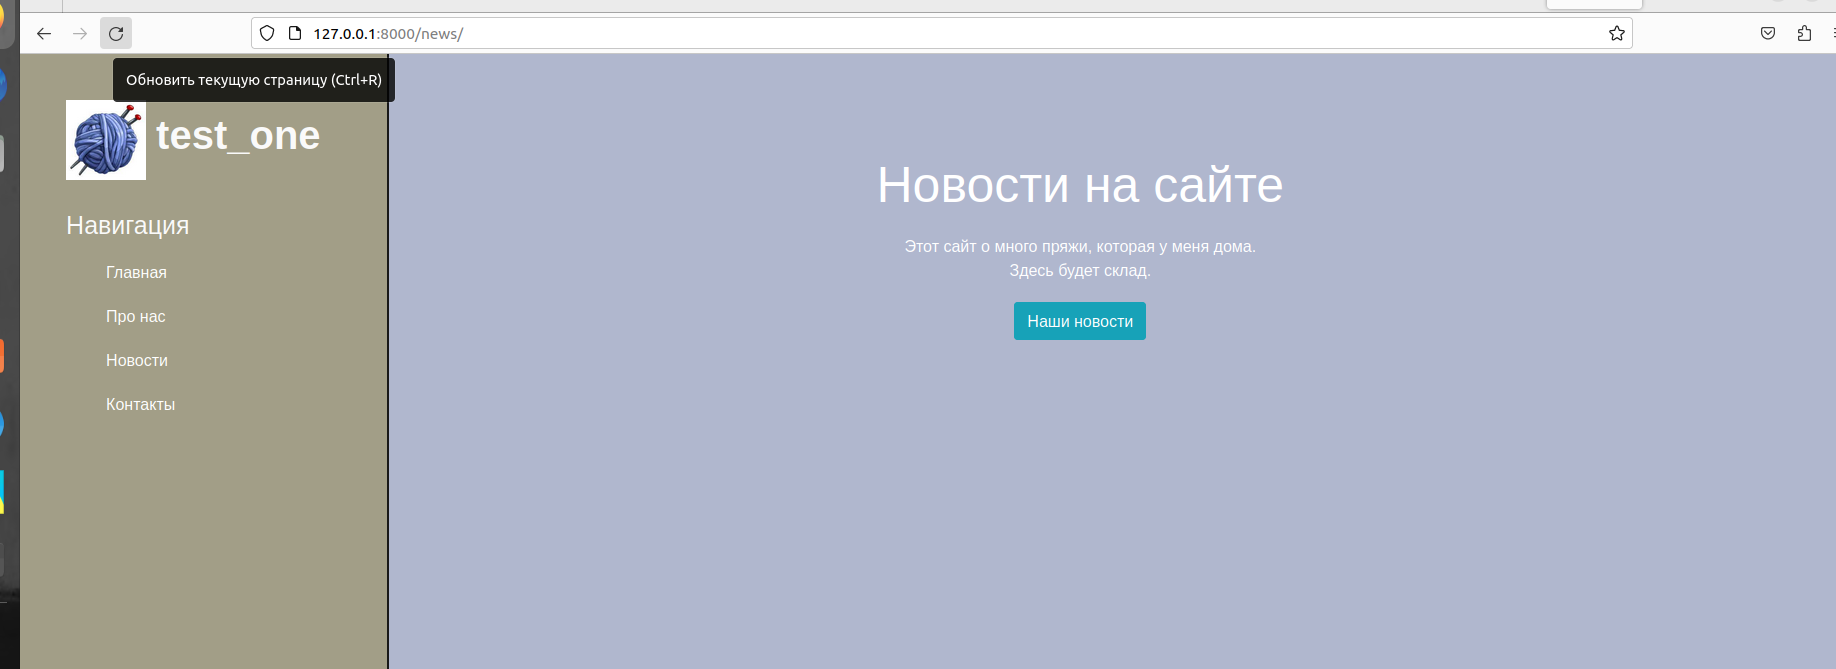 127.0.0.1:8000/news/
Обновить текущую страницу (Ctrl+R)
test_one
Навигация
Главная
Про нас
Новости
Контакты
Новости на сайте
Этот сайт о много пряжи, которая у меня дома.
Здесь будет склад.
Наши новости